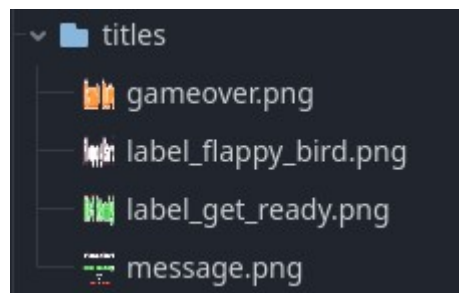 titles
gameover.png
label_flappy_bird.png
label_get_ready.png
message.png